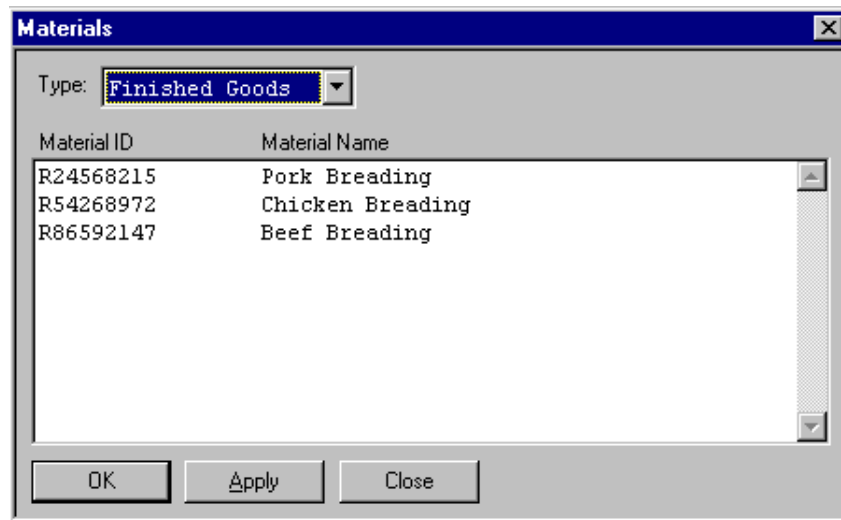 Materials
Type: Finished Goods
Material ID Material Name
R24568215 Pork Breading
R54268972 Chicken Breading
R86592147 Beef Breading
OK Apply Close